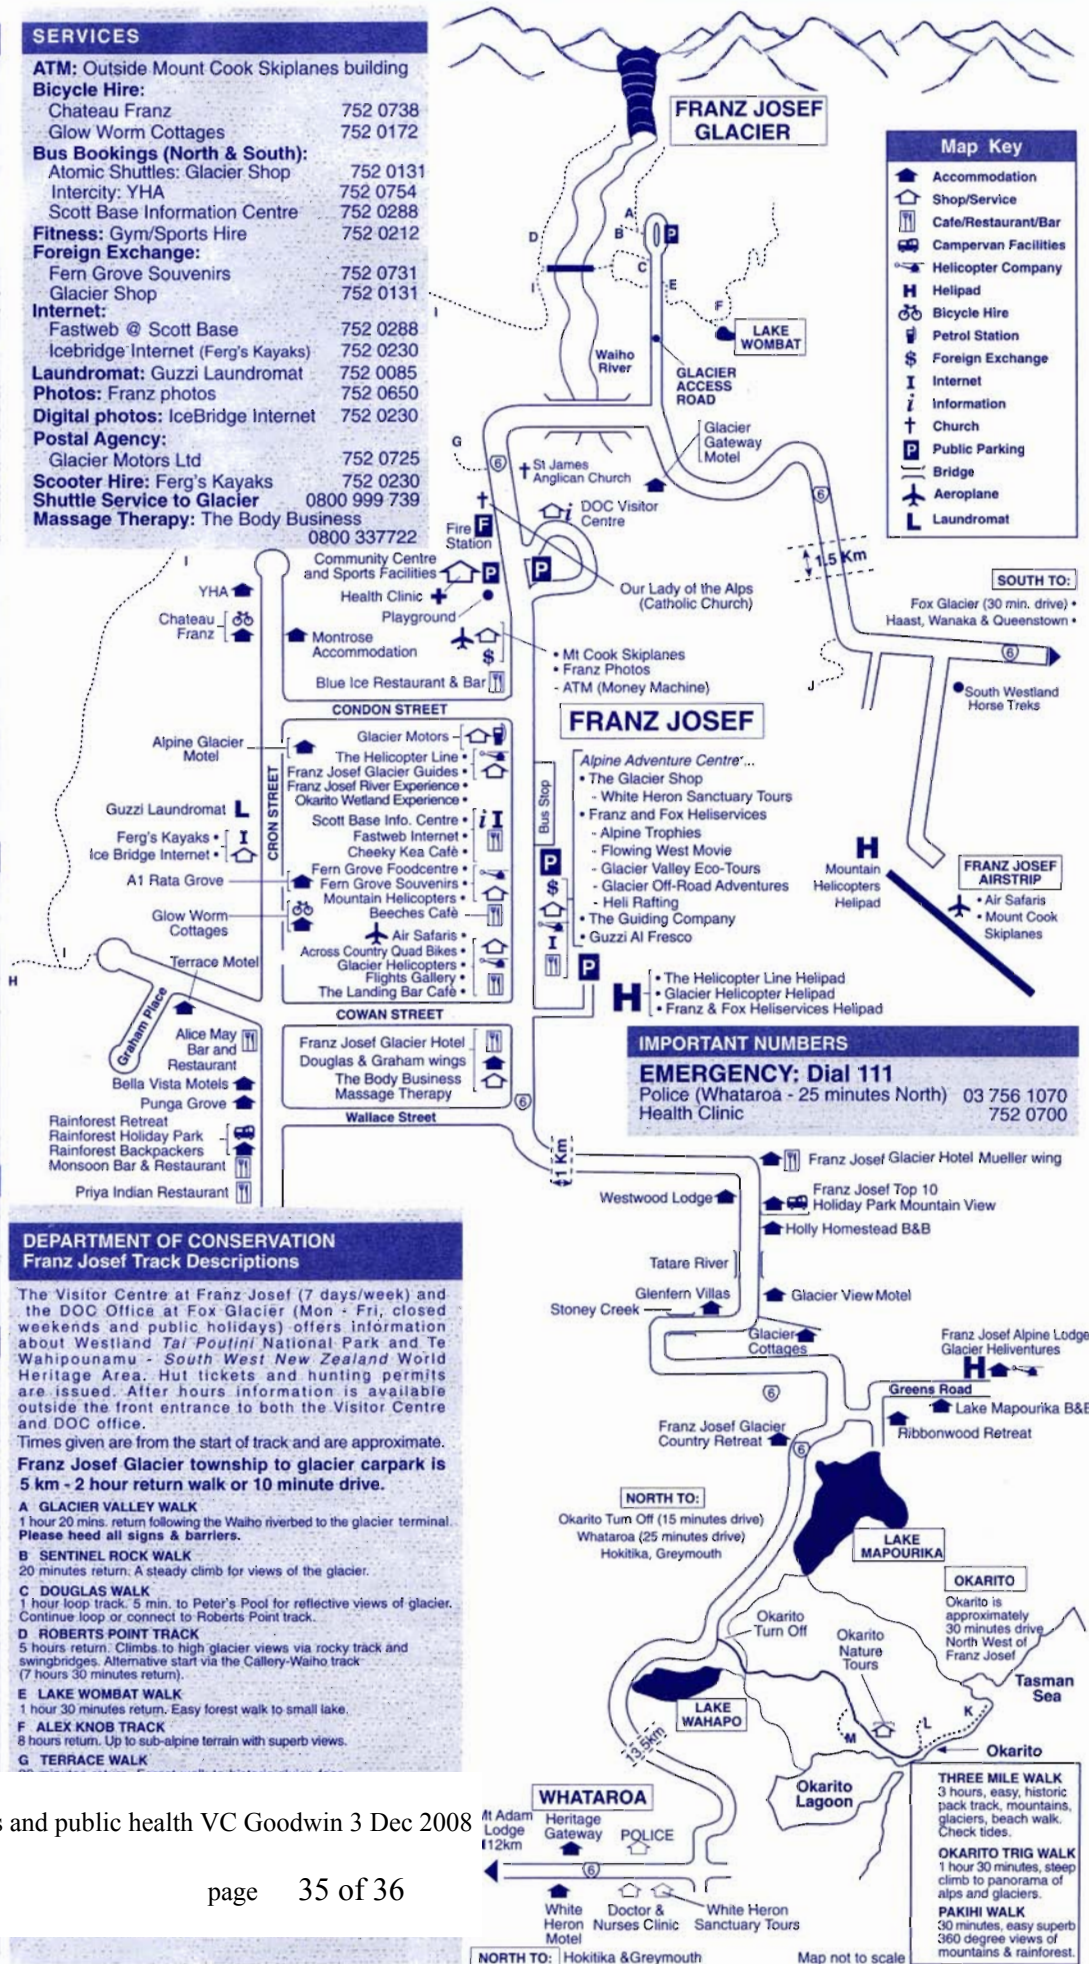 SERVICES
ATM: Outside Mount Cook Skiplanes building
Bicycle Hire:
Chateau Franz 752 0738
Glow Worm Cottages 752 0172
Bus Bookings (North & South):
Atomic Shuttles: Glacier Shop 752 0131
Intercity: YHA 752 0754
Scott Base Information Centre 752 0288
Fitness: Gym/Sports Hire 752 0212
Foreign Exchange:
Fern Grove Souvenirs 752 0731
Glacier Shop 752 0131
Internet:
Fastweb @ Scott Base 752 0288
Icebridge Internet (Ferg's Kayaks) 752 0230
Laundromat: Guzzi Laundromat 752 0085
Photos: Franz photos 752 0650
Digital photos: IceBridge Internet 752 0230
Postal Agency:
Glacier Motors Ltd 752 0725
Scooter Hire: Ferg's Kayaks 752 0230
Shuttle Service to Glacier 0800 999 739
Massage Therapy: The Body Business
0800 337722
FRANZ JOSEF
GLACIER
Map Key
Accommodation
Shop/Service
Cafe/Restaurant/Bar
Campervan Facilities
Helicopter Company
H Helipad
Bicycle Hire
Petrol Station
$ Foreign Exchange
I Internet
i Information
Church
P Public Parking
Bridge
Aeroplane
L Laundromat
A
B
P
D
C
E
I
F
I
LAKE
WOMBAT
Waiho
River
GLACIER
ACCESS
ROAD
Glacier
Gateway
Motel
G
6
St James
Anglican Church
6
i DOC Visitor
Centre
Fire
Station
F
P
1.5 Km
Our Lady of the Alps
(Catholic Church)
SOUTH TO:
Fox Glacier (30 min. drive) •
Haast, Wanaka & Queenstown •
6
J
South Westland
Horse Treks
I
Community Centre
and Sports Facilities
P
Health Clinic
Playground
YHA
Chateau
Franz
Montrose
Accommodation
$
• Mt Cook Skiplanes
• Franz Photos
- ATM (Money Machine)
Blue Ice Restaurant & Bar
CONDON STREET
FRANZ JOSEF
Alpine Glacier
Motel
Glacier Motors
The Helicopter Line •
Franz Josef Glacier Guides •
Franz Josef River Experience •
Okarito Wetland Experience •
CRON STREET
Guzzi Laundromat L
Scott Base Info. Centre •
i I
Fastweb Internet •
Cheeky Kea Cafè •
Ferg's Kayaks •
Ice Bridge Internet •
I
A1 Rata Grove
Fern Grove Foodcentre •
Fern Grove Souvenirs •
Mountain Helicopters •
Beeches Cafè
Glow Worm
Cottages
Air Safaris •
Across Country Quad Bikes •
Glacier Helicopters •
Flights Gallery •
The Landing Bar Cafè •
Bus Stop
P
$
I
P
Alpine Adventure Centre ...
• The Glacier Shop
- White Heron Sanctuary Tours
• Franz and Fox Heliservices
- Alpine Trophies
- Flowing West Movie
- Glacier Valley Eco-Tours
- Glacier Off-Road Adventures
- Heli Rafting
• The Guiding Company
• Guzzi Al Fresco
H
Mountain
Helicopters
Helipad
FRANZ JOSEF
AIRSTRIP
• Air Safaris
• Mount Cook
Skiplanes
H
• The Helicopter Line Helipad
• Glacier Helicopter Helipad
• Franz & Fox Heliservices Helipad
H
I
Terrace Motel
Graham Place
COWAN STREET
Alice May
Bar and
Restaurant
Franz Josef Glacier Hotel
Douglas & Graham wings
The Body Business
Massage Therapy
Bella Vista Motels
Punga Grove
Wallace Street
6
Rainforest Retreat
Rainforest Holiday Park
Rainforest Backpackers
Monsoon Bar & Restaurant
Priya Indian Restaurant
IMPORTANT NUMBERS
EMERGENCY: Dial 111
Police (Whataroa - 25 minutes North) 03 756 1070
Health Clinic 752 0700
1 Km
Franz Josef Glacier Hotel Mueller wing
Westwood Lodge
Franz Josef Top 10
Holiday Park Mountain View
Holly Homestead B&B
Tatare River
Glenfern Villas
Stoney Creek
Glacier View Motel
Glacier
Cottages
Franz Josef Alpine Lodge
Glacier Heliventures
H
6
Greens Road
Lake Mapourika B&B
Franz Josef Glacier
Country Retreat
6
Ribbonwood Retreat
NORTH TO:
Okarito Turn Off (15 minutes drive)
Whataroa (25 minutes drive)
Hokitika, Greymouth
LAKE
MAPOURIKA
OKARITO
Okarito is
approximately
30 minutes drive
North West of
Franz Josef
Okarito
Turn Off
Okarito
Nature
Tours
Tasman
Sea
LAKE
WAHAPO
K
L
M
Okarito
13.5km
Okarito
Lagoon
THREE MILE WALK
3 hours, easy, historic
pack track, mountains,
glaciers, beach walk.
Check tides.
OKARITO TRIG WALK
1 hour 30 minutes, steep
climb to panorama of
alps and glaciers.
PAKIHI WALK
30 minutes, easy superb
360 degree views of
mountains & rainforest.
WHATAROA
Mt Adam
Lodge
12km
Heritage
Gateway
POLICE
6
White
Heron
Motel
Doctor &
Nurses Clinic
White Heron
Sanctuary Tours
NORTH TO: Hokitika & Greymouth
Map not to scale
DEPARTMENT OF CONSERVATION
Franz Josef Track Descriptions
The Visitor Centre at Franz Josef (7 days/week) and
the DOC Office at Fox Glacier (Mon - Fri, closed
weekends and public holidays) offers information
about Westland Tai Poutini National Park and Te
Wahipounamu - South West New Zealand World
Heritage Area. Hut tickets and hunting permits
are issued. After hours information is available
outside the front entrance to both the Visitor Centre
and DOC office.
Times given are from the start of track and are approximate.
Franz Josef Glacier township to glacier carpark is
5 km - 2 hour return walk or 10 minute drive.
A GLACIER VALLEY WALK
1 hour 20 mins. return following the Waiho riverbed to the glacier terminal.
Please heed all signs & barriers.
B SENTINEL ROCK WALK
20 minutes return. A steady climb for views of the glacier.
C DOUGLAS WALK
1 hour loop track. 5 min. to Peter's Pool for reflective views of glacier.
Continue loop or connect to Roberts Point track.
D ROBERTS POINT TRACK
5 hours return. Climbs to high glacier views via rocky track and
swingbridges. Alternative start via the Callery-Waiho track
(7 hours 30 minutes return).
E LAKE WOMBAT WALK
1 hour 30 minutes return. Easy forest walk to small lake.
F ALEX KNOB TRACK
8 hours return. Up to sub-alpine terrain with superb views.
G TERRACE WALK
s and public health VC Goodwin 3 Dec 2008
page 35 of 36